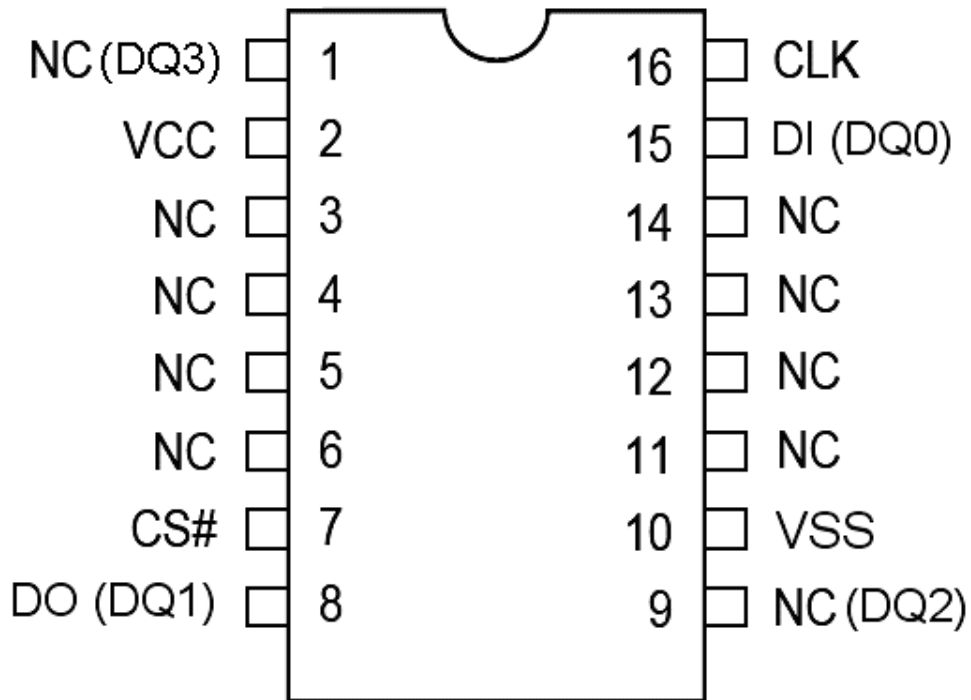 NC (DQ3) 1 16 CLK
VCC 2 15 DI (DQ0)
NC 3 14 NC
NC 4 13 NC
NC 5 12 NC
NC 6 11 NC
CS# 7 10 VSS
DO (DQ1) 8 9 NC (DQ2)